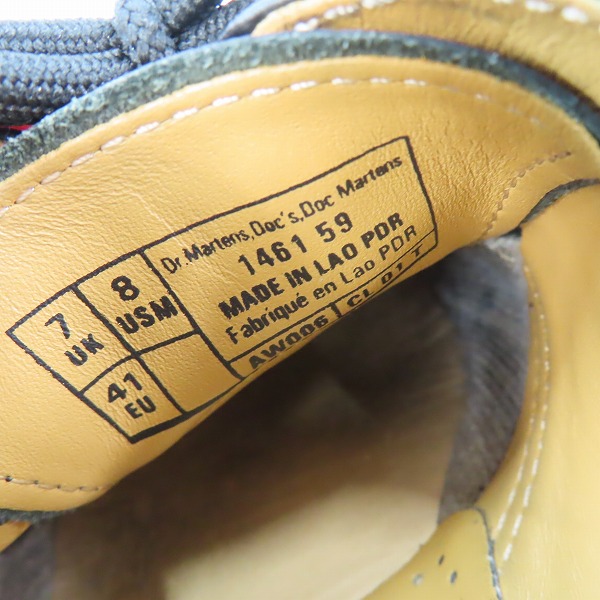 Dr.Martens,Doc's,Doc Martens
1461 59
MADE IN LAO PDR
Fabriqué en Lao PDR
AW006 CL 01 T
7
UK
8
USM
41
EU